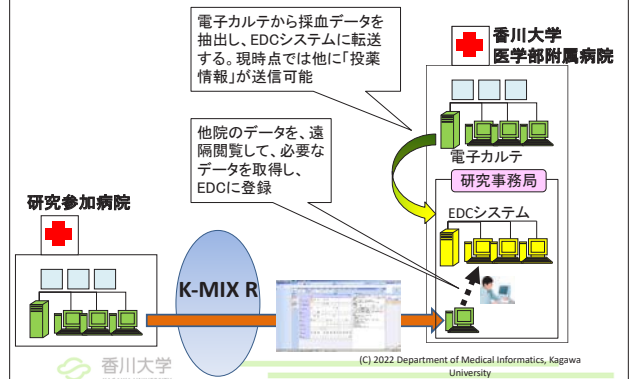 電子カルテから採血データを
抽出し、EDCシステムに転送
する。現時点では他に「投薬
情報」が送信可能
香川大学
医学部附属病院
他院のデータを、遠
隔閲覧して、必要な
データを取得し、
EDCに登録
電子カルテ
研究事務局
EDCシステム
研究参加病院
K-MIX R
香川大学
(C) 2022 Department of Medical Informatics, Kagawa
University